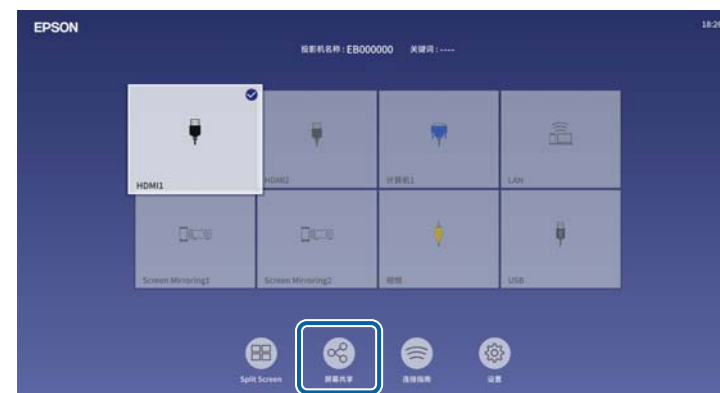 EPSON
18:26
投影机名称 : EB000000 关键词 : ----
HDMI1
HDMI2
计算机1
LAN
Screen Mirroring1
Screen Mirroring2
视频
USB
Split Screen
屏幕共享
连接指南
设置